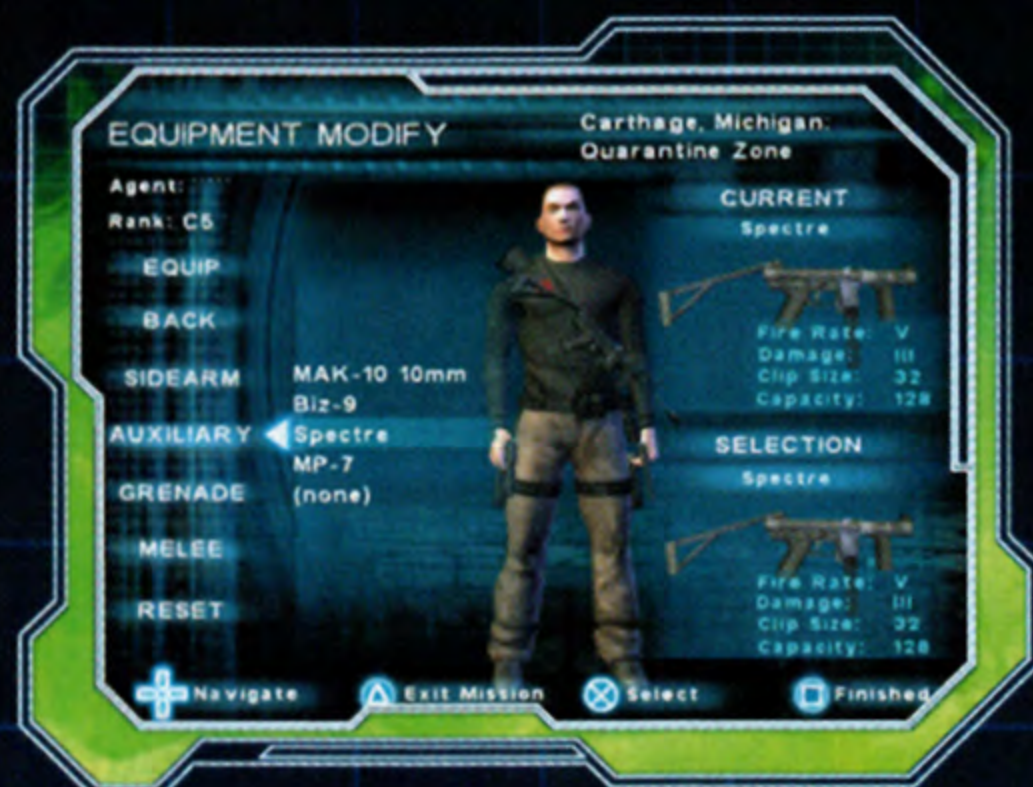 EQUIPMENT MODIFY
Carthage, Michigan:
Quarantine Zone
Agent:
Rank: C5
EQUIP
BACK
SIDEARM
AUXILIARY
GRENADE
MELEE
RESET
MAK-10 10mm
Biz-9
Spectre
MP-7
(none)
CURRENT
Spectre
Fire Rate: V
Damage: III
Clip Size: 32
Capacity: 128
SELECTION
Spectre
Fire Rate: V
Damage: III
Clip Size: 32
Capacity: 128
Navigate
Exit Mission
Select
Finished